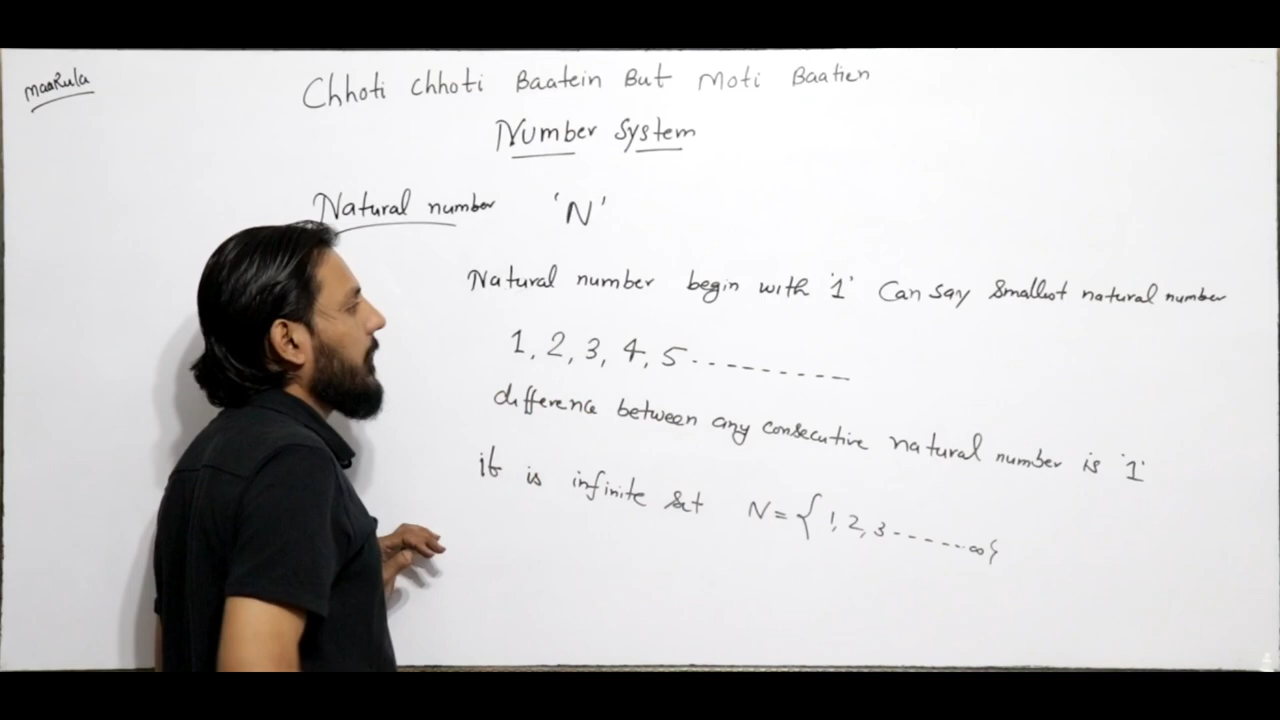 maaRula
Chhoti Chhoti Baatein But Moti Baatien
Number System
Natural number 'N'
Natural number begin with '1' Can say Smallest natural number
1, 2, 3, 4, 5 - - - - - - - - -
difference between any consecutive natural number is '1'
it is infinite set N = { 1, 2, 3 - - - - - - ∞}